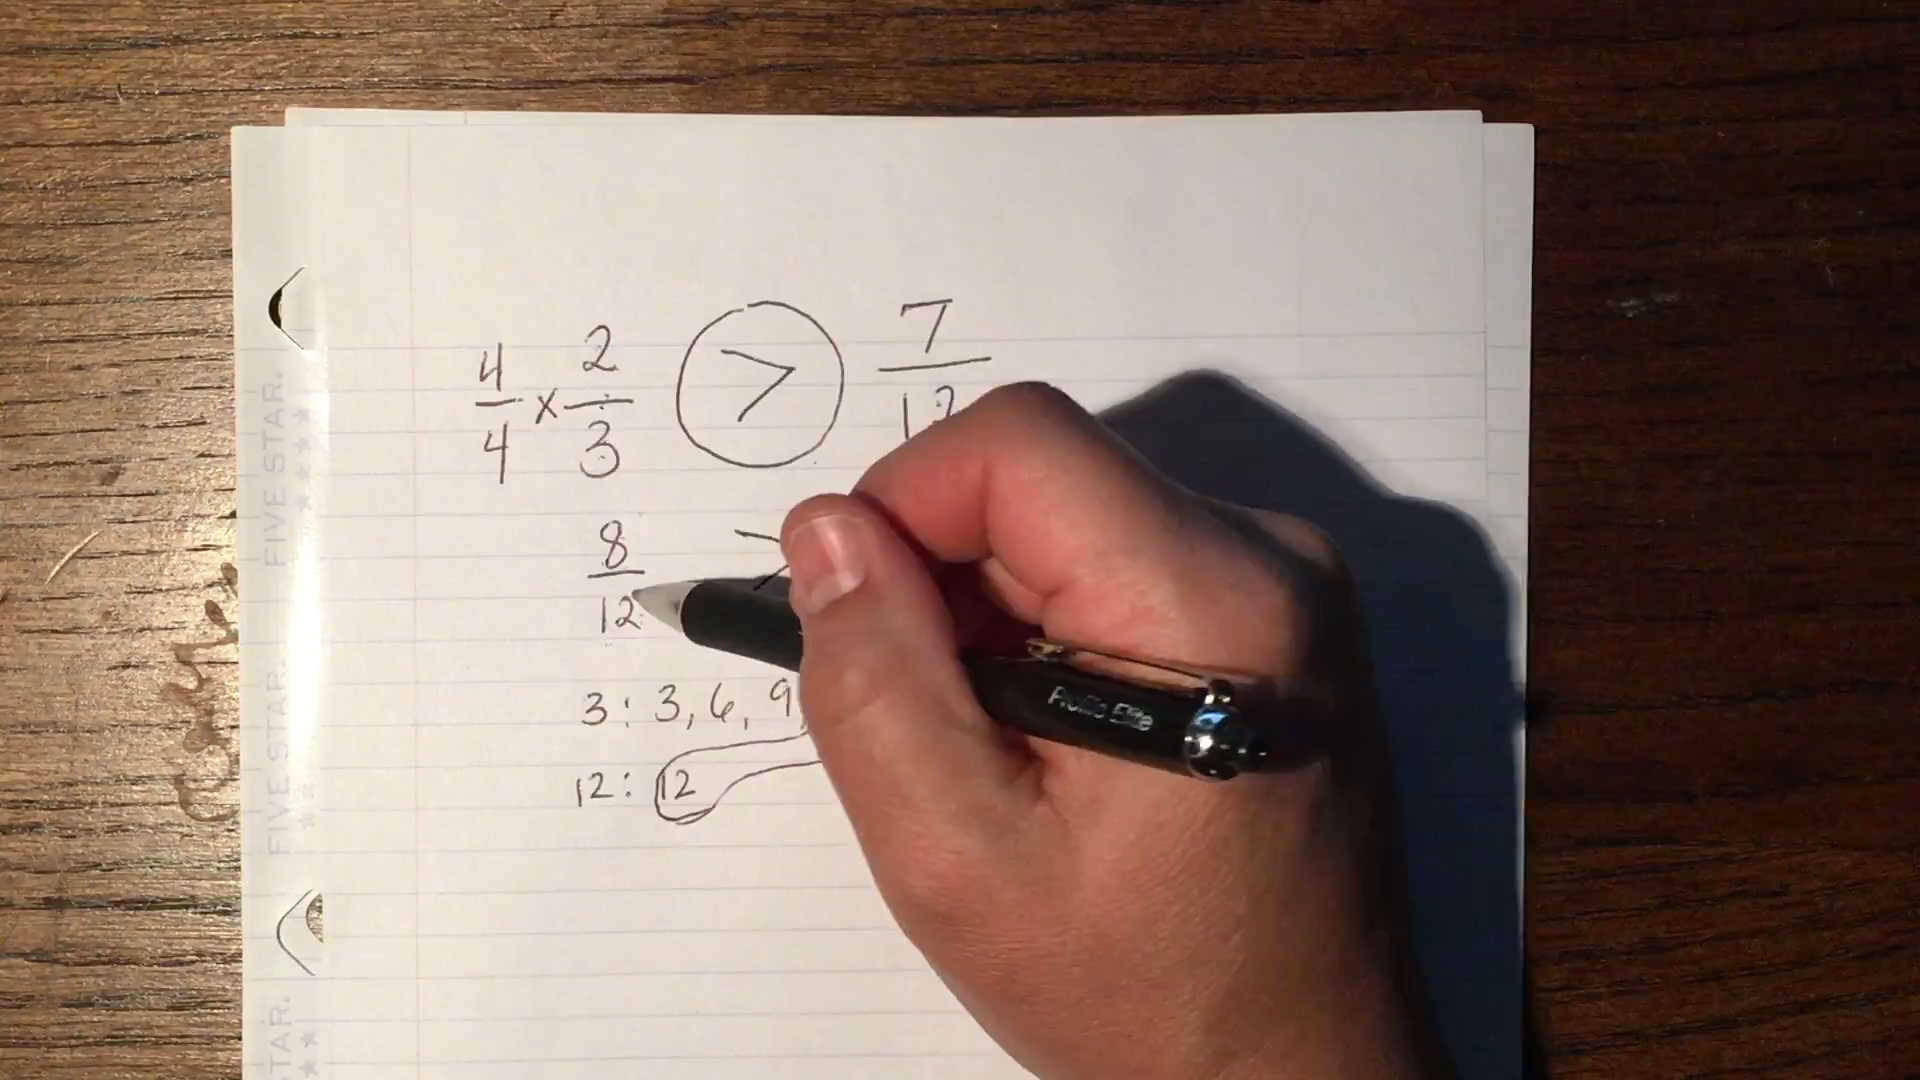 4/4 x 2/3 > 7/12
8/12 >
3: 3, 6, 9,
12: 12
FIVE STAR.
FIVE STAR.
TAR.
Profile Elite